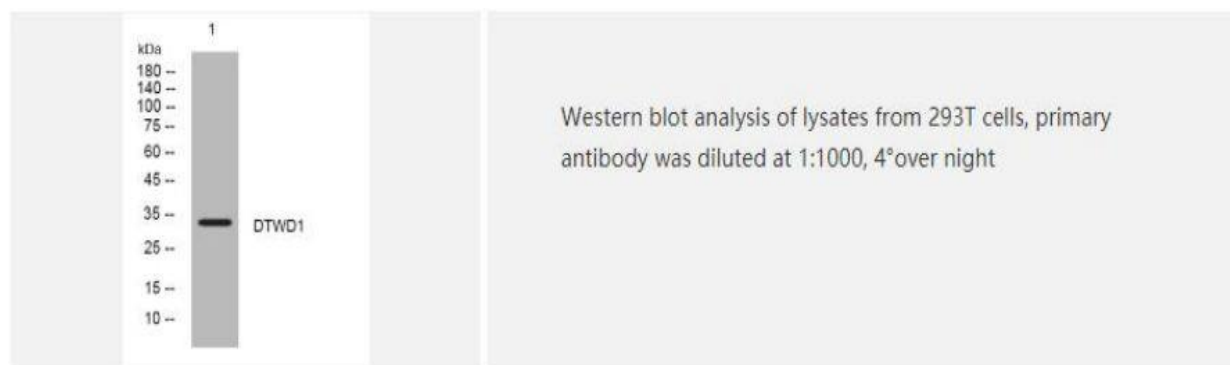 1
kDa
180 --
140 --
100 --
75 --
60 --
45 --
35 --
DTWD1
25 --
15 --
10 --
Western blot analysis of lysates from 293T cells, primary
antibody was diluted at 1:1000, 4°over night